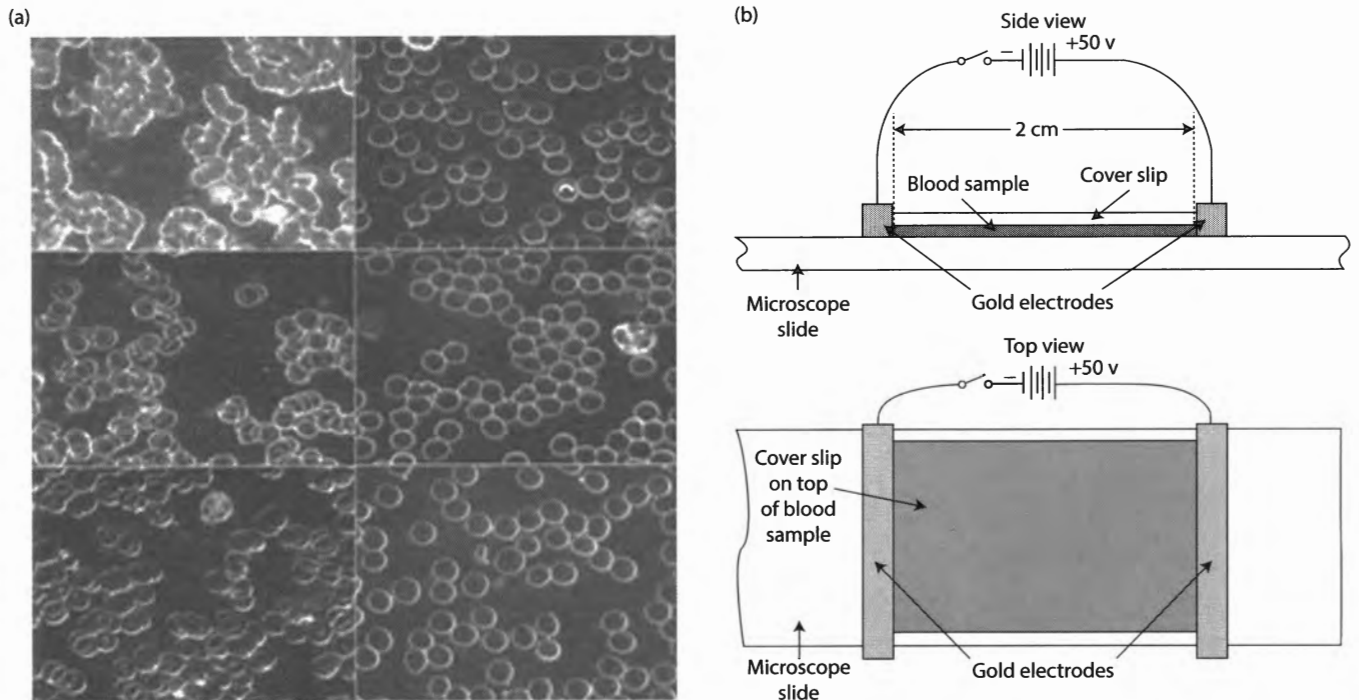 (a)
(b)
Side view
− +50 v
2 cm
Blood sample
Cover slip
Microscope
slide
Gold electrodes
Top view
− +50 v
Cover slip
on top
of blood
sample
Microscope
slide
Gold electrodes